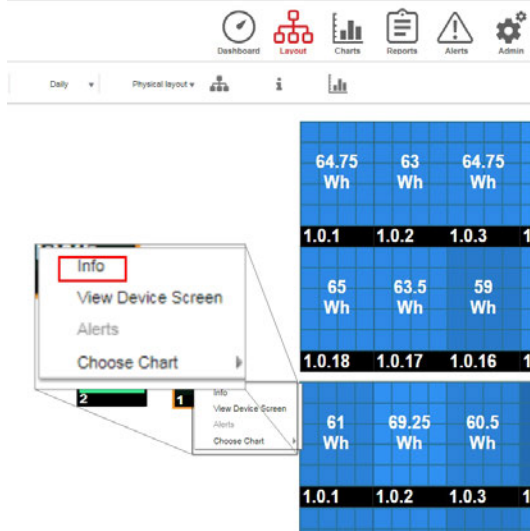 Dashboard Layout Charts Reports Alerts Admin
Daily Physical layout
64.75 63 64.75
Wh Wh Wh
1.0.1 1.0.2 1.0.3 1
65 63.5 59
Wh Wh Wh
1.0.18 1.0.17 1.0.16 1
Info
View Device Screen
Alerts
Choose Chart
2 1
Info
View Device Screen
Alerts
Choose Chart
61 69.25 60.5
Wh Wh Wh
1.0.1 1.0.2 1.0.3 1